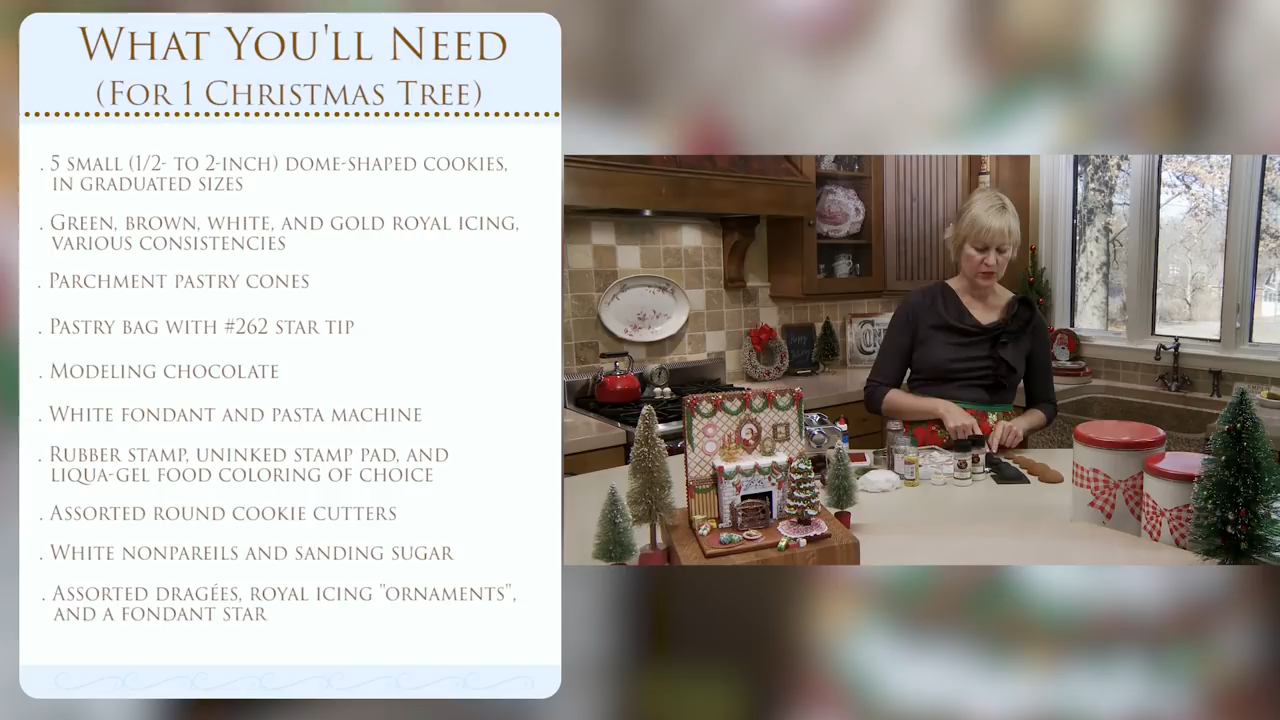 What You'll Need
(For 1 Christmas Tree)
. 5 small (1/2- to 2-inch) dome-shaped cookies,
in graduated sizes
. Green, brown, white, and gold royal icing,
various consistencies
. Parchment pastry cones
. Pastry bag with #262 star tip
. Modeling chocolate
. White fondant and pasta machine
. Rubber stamp, uninked stamp pad, and
liqua-gel food coloring of choice
. Assorted round cookie cutters
. White nonpareils and sanding sugar
. Assorted dragées, royal icing "ornaments",
and a fondant star